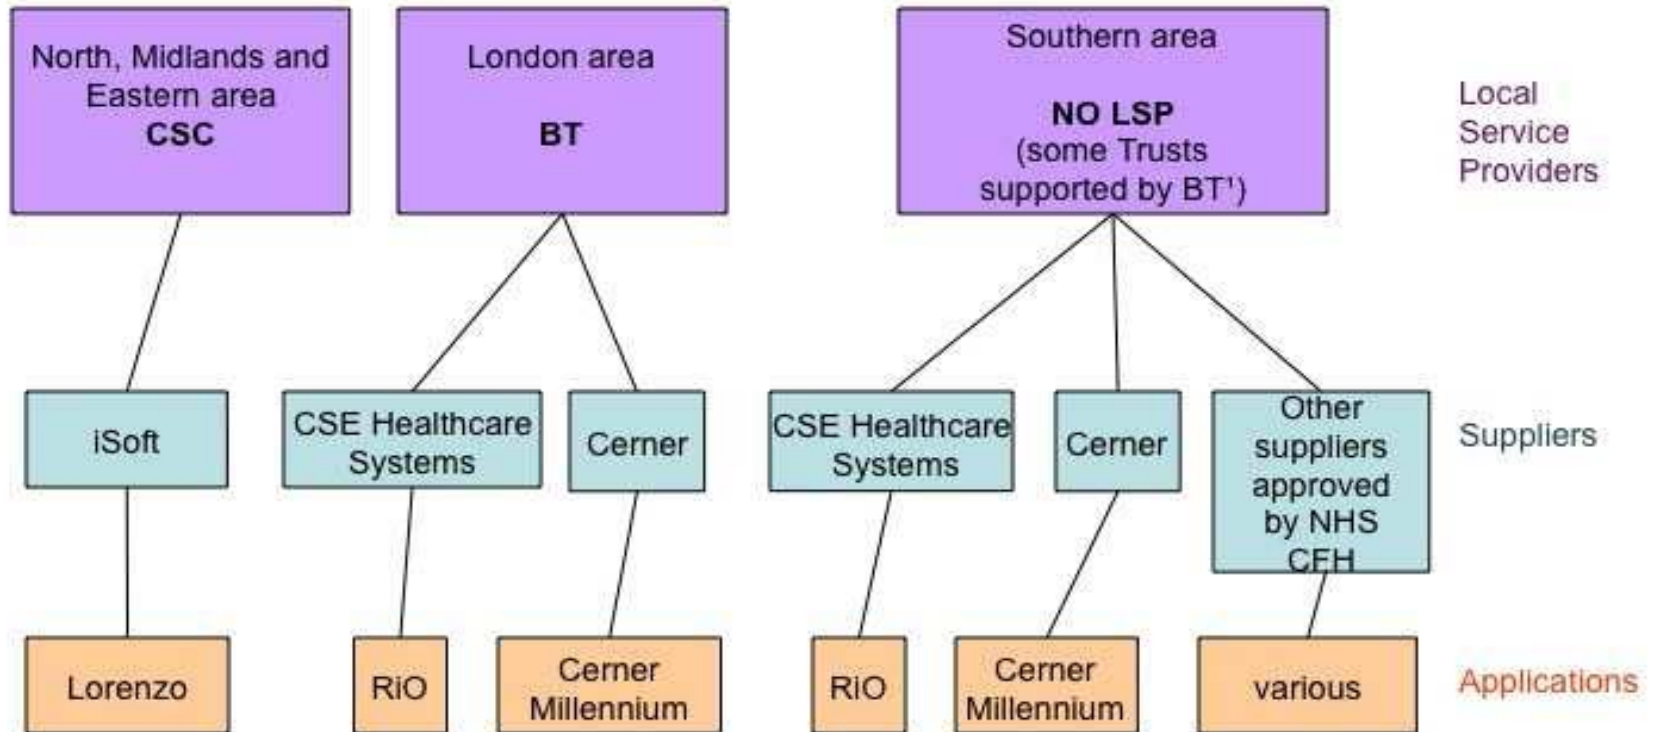 North, Midlands and
Eastern area
CSC
London area
BT
Southern area
NO LSP
(some Trusts
supported by BT¹)
Local
Service
Providers
iSoft
CSE Healthcare
Systems
Cerner
CSE Healthcare
Systems
Cerner
Other
suppliers
approved
by NHS
CFH
Suppliers
Lorenzo
RiO
Cerner
Millennium
RiO
Cerner
Millennium
various
Applications